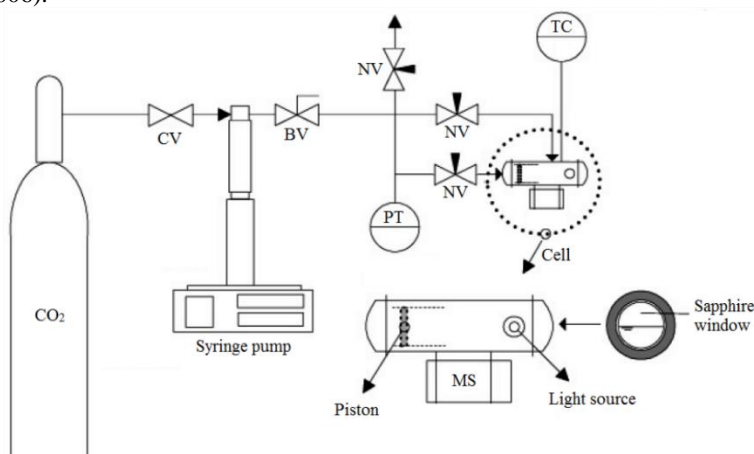 TC
NV
CV
BV
NV
NV
PT
Cell
CO₂
Syringe pump
MS
Sapphire
window
Piston
Light source